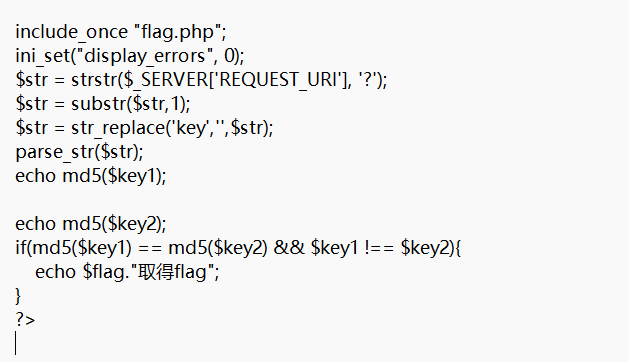 include_once "flag.php";
ini_set("display_errors", 0);
$str = strstr($_SERVER['REQUEST_URI'], '?');
$str = substr($str,1);
$str = str_replace('key','',$str);
parse_str($str);
echo md5($key1);
echo md5($key2);
if(md5($key1) == md5($key2) && $key1 !== $key2){
    echo $flag."取得flag";
}
?>